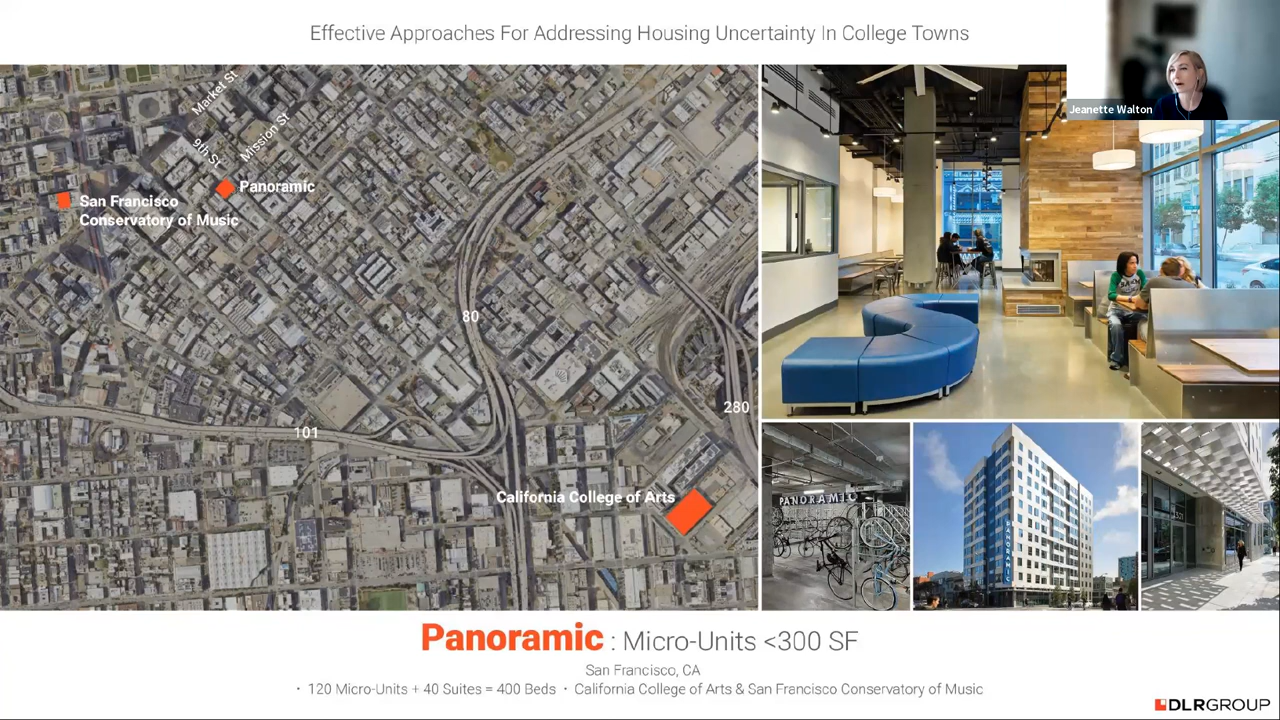 Effective Approaches For Addressing Housing Uncertainty In College Towns
Jeanette Walton
Market St
9th St
Mission St
Panoramic
San Francisco
Conservatory of Music
80
280
101
California College of Arts
PANORAMIC
PANORAMIC
1321
Panoramic : Micro-Units <300 SF
San Francisco, CA
· 120 Micro-Units + 40 Suites = 400 Beds · California College of Arts & San Francisco Conservatory of Music
DLRGROUP